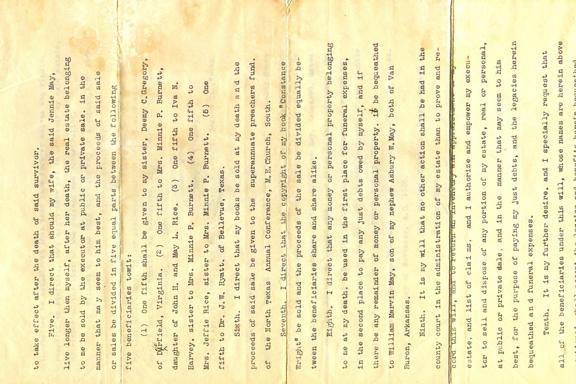 to take effect after the death of said survivor.
Five. I direct that should my wife, the said Jennie May,
live longer then myself, after her death, the real estate belonging
to me be sold by the executor at public or private sale, in the
manner that may seem to him best, and the proceeds of said sale
or sales be divided in five equal parts between the following
five beneficiaries towit:
(1) One fifth shall be given to my sister, Demay C.Gregory,
of Virginia. (2) One fifth to Mrs. Minnie P. Burnett,
daughter of John H. and May L. Rice. (3) One fifth to Iva N.
Harvey. sister to Mrs. Minnie P. Burnett. (4) One fifth to
Mrs. Jeffie Rice, sister to Mrs. Minnie P. Burnett. (5) One
fifth to Dr. J.W. Hyatt. of Bellevue, Texas.
Sixth. I direct that my books be sold at my death and the
proceeds of said sale be given to the superannuate preachers fund.
of the North Texas Annual Conference, M.E.Church, South.
Seventh. I direct that the copyright of my book "Constance
Wright" be sold and the proceeds of the sale be divided equally be-
tween the beneficiaries share and share alike.
Eighth. I direct that any money or personal property belonging
to me at my death; be used in the first place for funeral expenses,
in the second place to pay any just debts owed by myself, and if
there be any remainder of money or personal property, it be bequeathed
to William Marvin May, son of my nephew Asbury W.May, both of Van
Buren, Arkansas.
Ninth. It is my will that no other action shall be had in the
county court in the administration of my estate than to prove and re-
cord this will, and to return an inventory and
estate. and list of claims. and I authorize and empower my execu-
tor to sell and dispose of any portion of my estate, real or personal,
at public or private sale. and in the manner that may seem to him
best, for the purpose of paying my just debts, and the legacies herein
bequeathed and funeral expenses.
Tenth. It is my further desire, and I specially request that
all of the beneficiaries under this will, whose names are herein above